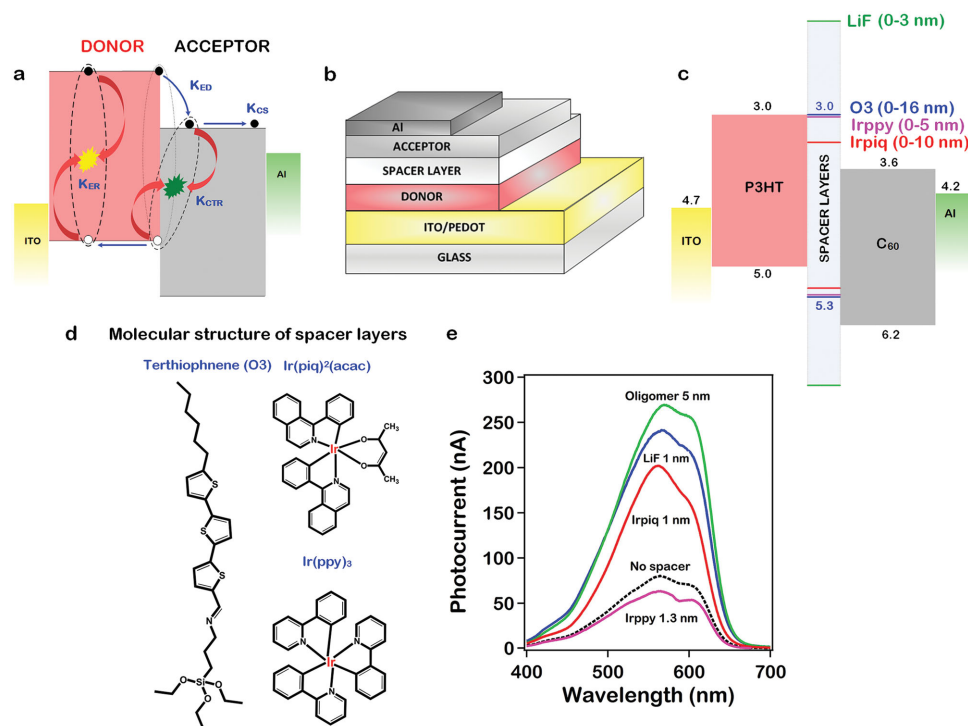 DONOR ACCEPTOR
a
K_ED
K_CS
K_ER
K_CTR
ITO
Al
b
Al
ACCEPTOR
SPACER LAYER
DONOR
ITO/PEDOT
GLASS
c
LiF (0-3 nm)
3.0
3.0
O3 (0-16 nm)
Irppy (0-5 nm)
Irpiq (0-10 nm)
3.6
4.7
4.2
P3HT
SPACER LAYERS
C60
ITO
Al
5.0
5.3
6.2
d Molecular structure of spacer layers
Terthiophnene (O3) Ir(piq)²(acac)
CH₃
N
Ir
O
O
N
CH₃
S
S
S
N
Si
O
O
O
Ir(ppy)₃
N
N
Ir
N
e
300
250
200
150
100
50
0
Photocurrent (nA)
Oligomer 5 nm
LiF 1 nm
Irpiq 1 nm
No spacer
Irppy 1.3 nm
400 500 600 700
Wavelength (nm)